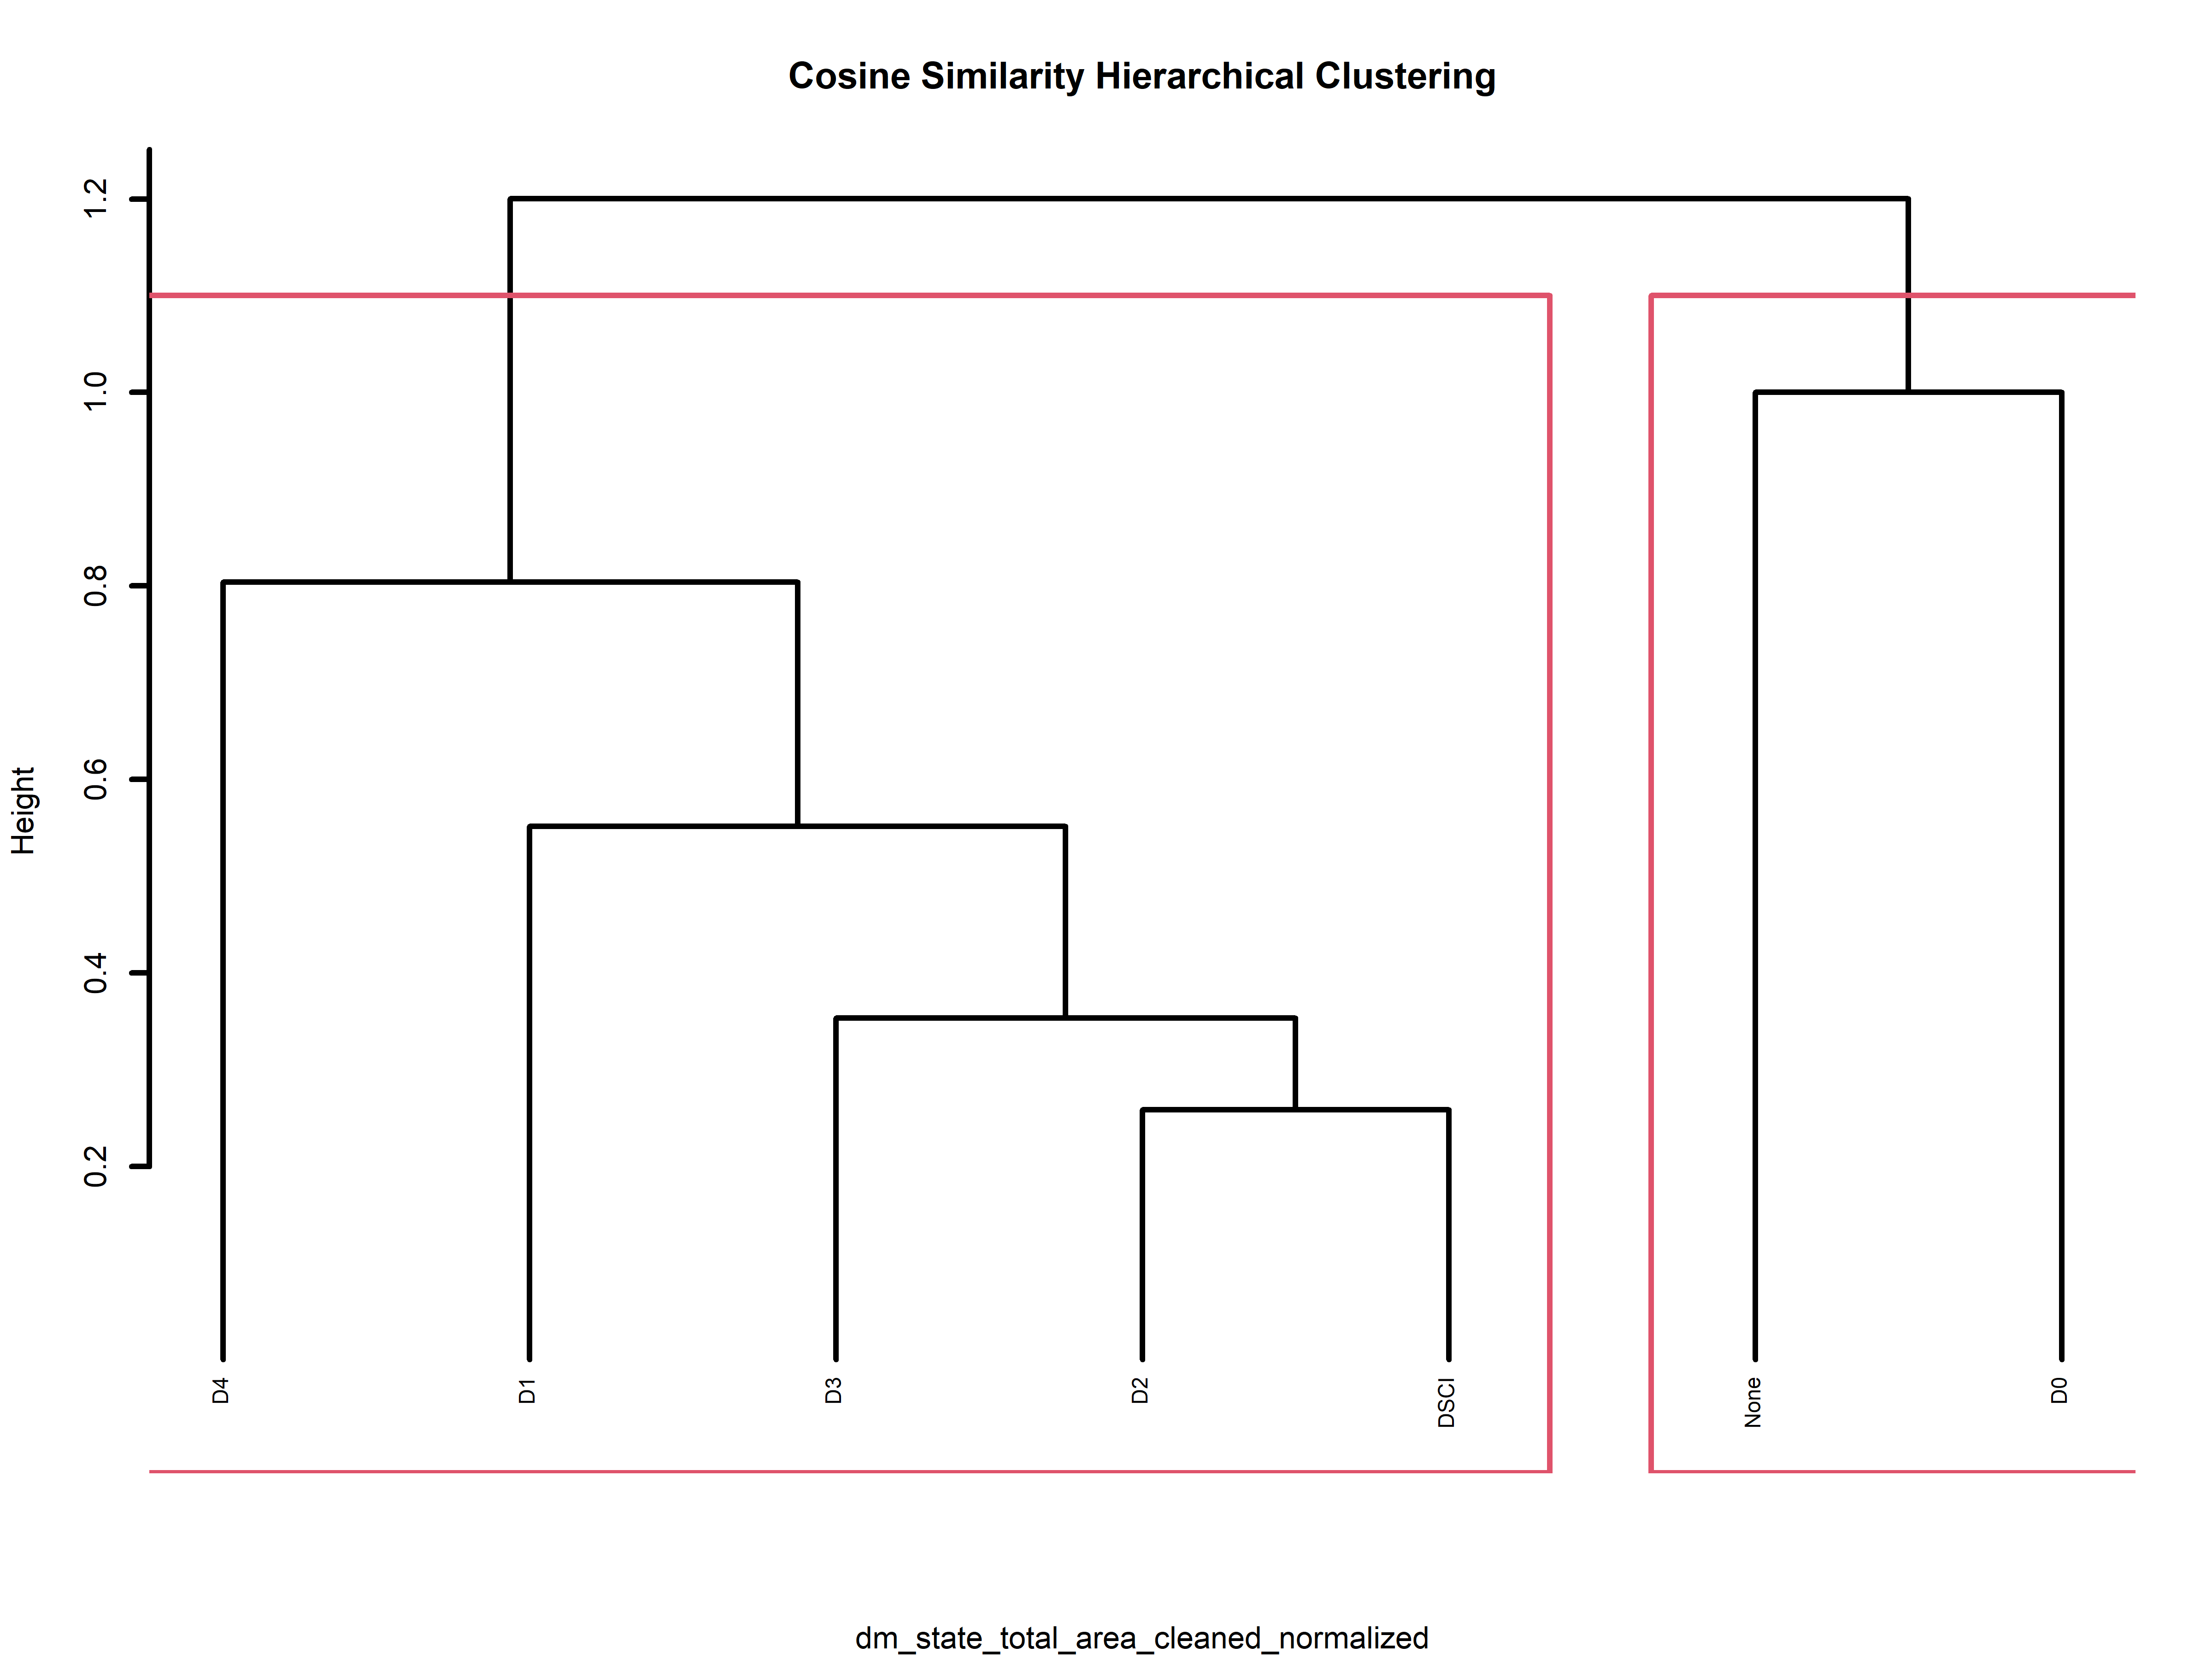 Cosine Similarity Hierarchical Clustering
Height
1.2
1.0
0.8
0.6
0.4
0.2
D4
D1
D3
D2
DSCI
None
D0
dm_state_total_area_cleaned_normalized